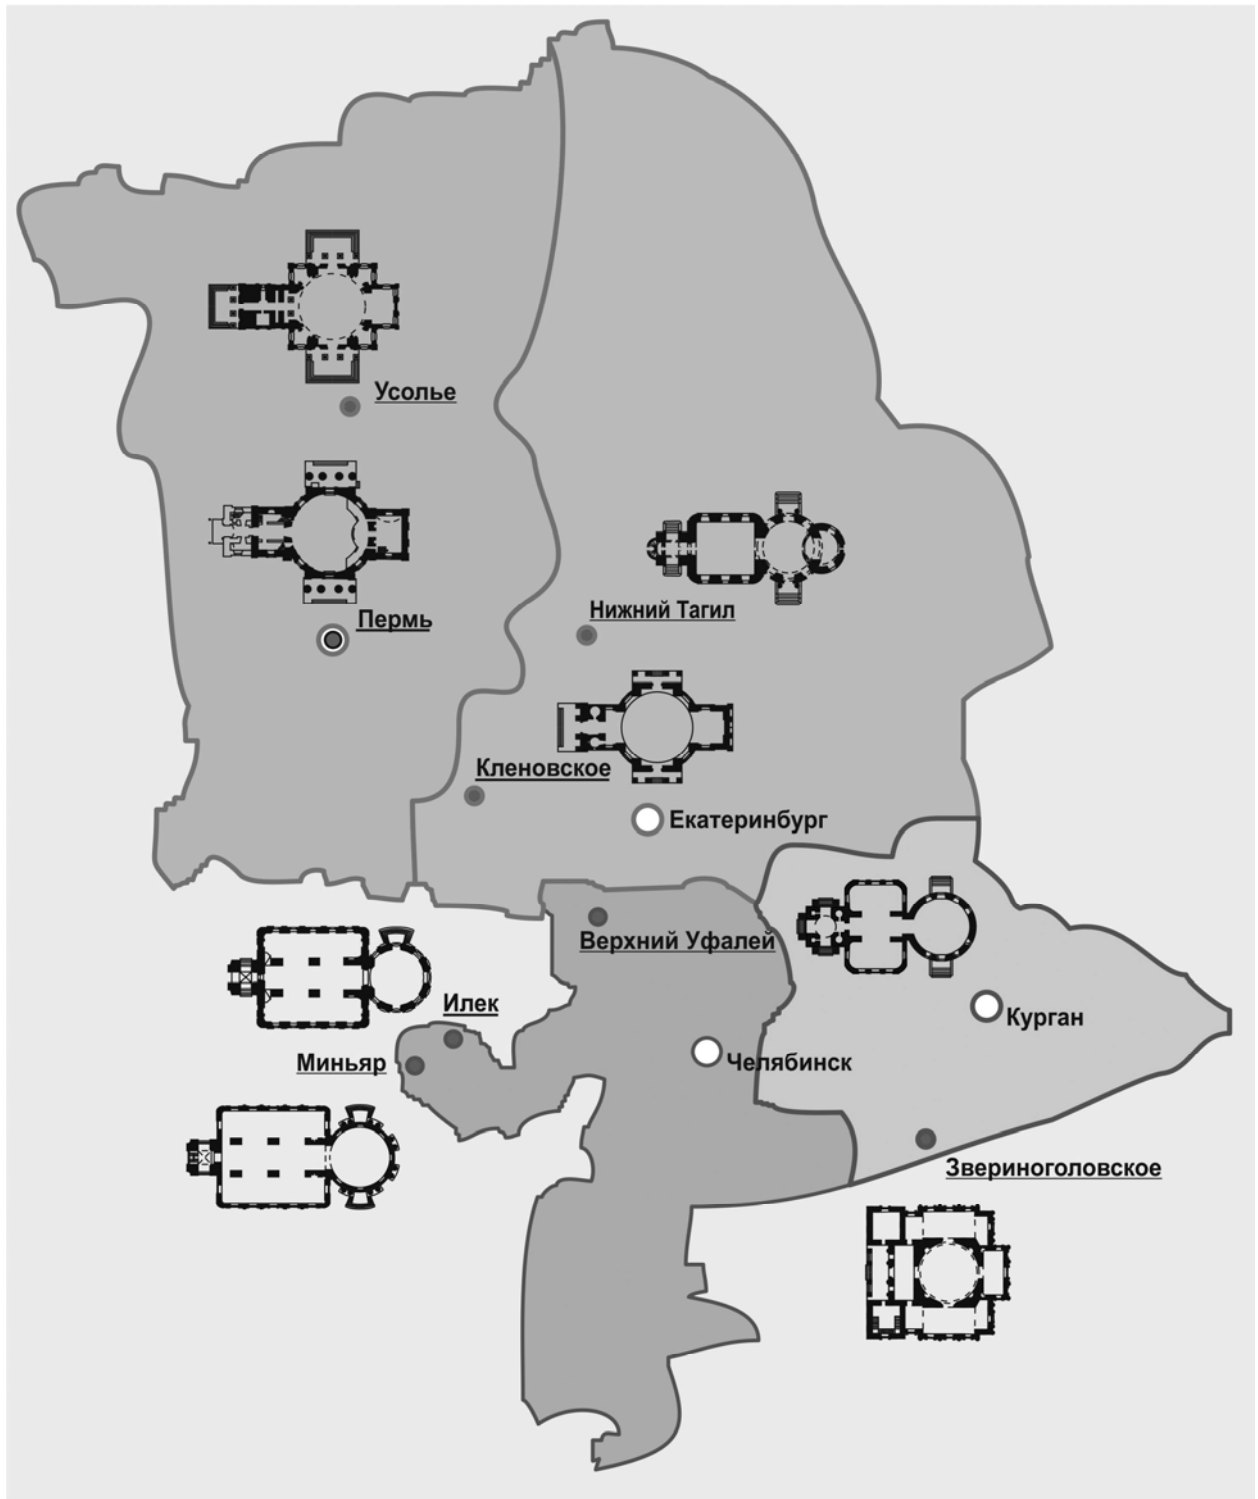 Усолье
Пермь
Нижний Тагил
Кленовское
Екатеринбург
Верхний Уфалей
Илек
Курган
Миньяр
Челябинск
Звериноголовское